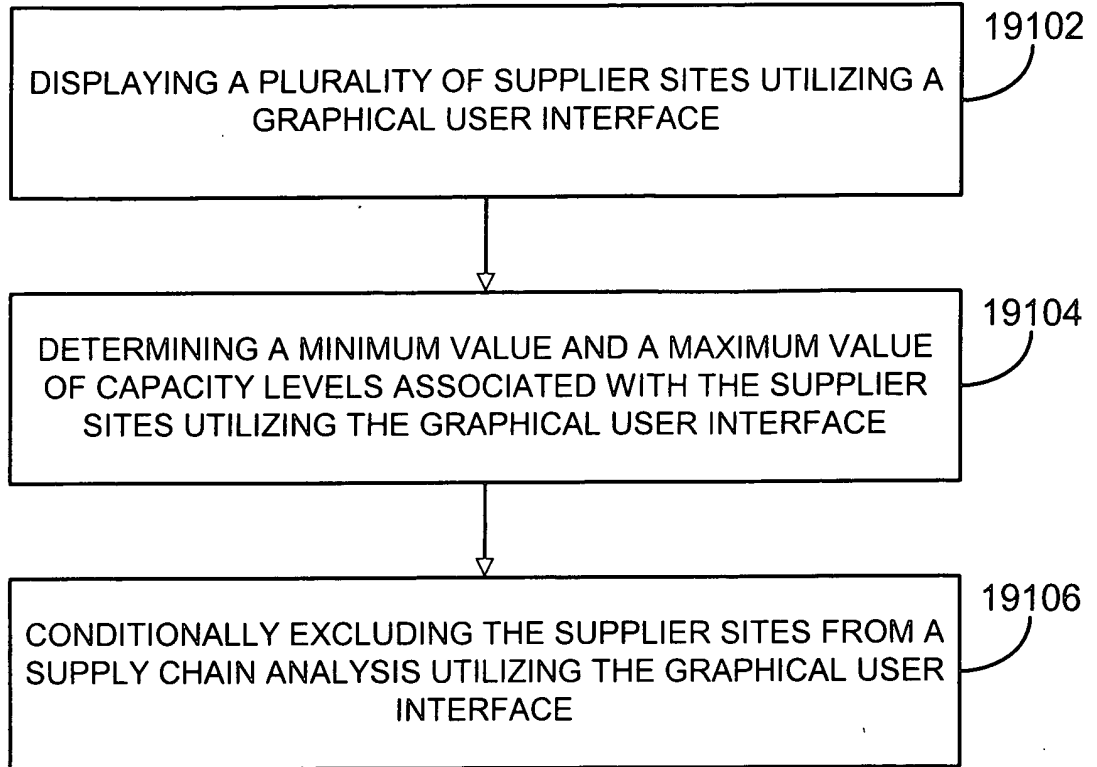 19102
DISPLAYING A PLURALITY OF SUPPLIER SITES UTILIZING A
GRAPHICAL USER INTERFACE
19104
DETERMINING A MINIMUM VALUE AND A MAXIMUM VALUE
OF CAPACITY LEVELS ASSOCIATED WITH THE SUPPLIER
SITES UTILIZING THE GRAPHICAL USER INTERFACE
19106
CONDITIONALLY EXCLUDING THE SUPPLIER SITES FROM A
SUPPLY CHAIN ANALYSIS UTILIZING THE GRAPHICAL USER
INTERFACE